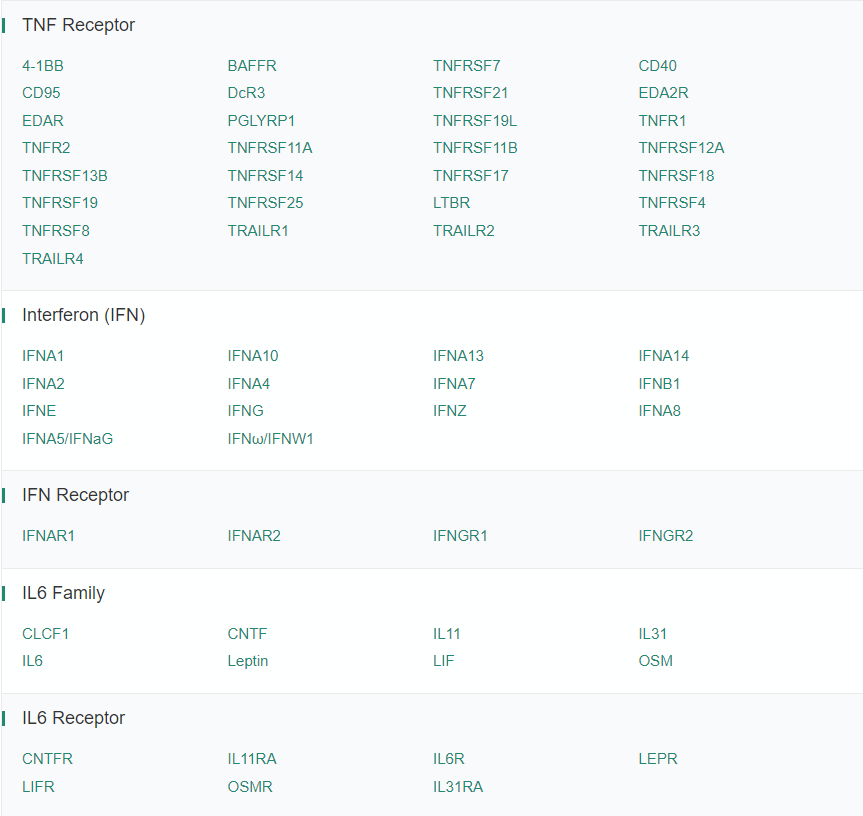 TNF Receptor
4-1BB BAFFR TNFRSF7 CD40
CD95 DcR3 TNFRSF21 EDA2R
EDAR PGLYRP1 TNFRSF19L TNFR1
TNFR2 TNFRSF11A TNFRSF11B TNFRSF12A
TNFRSF13B TNFRSF14 TNFRSF17 TNFRSF18
TNFRSF19 TNFRSF25 LTBR TNFRSF4
TNFRSF8 TRAILR1 TRAILR2 TRAILR3
TRAILR4
Interferon (IFN)
IFNA1 IFNA10 IFNA13 IFNA14
IFNA2 IFNA4 IFNA7 IFNB1
IFNE IFNG IFNZ IFNA8
IFNA5/IFNaG IFNω/IFNW1
IFN Receptor
IFNAR1 IFNAR2 IFNGR1 IFNGR2
IL6 Family
CLCF1 CNTF IL11 IL31
IL6 Leptin LIF OSM
IL6 Receptor
CNTFR IL11RA IL6R LEPR
LIFR OSMR IL31RA